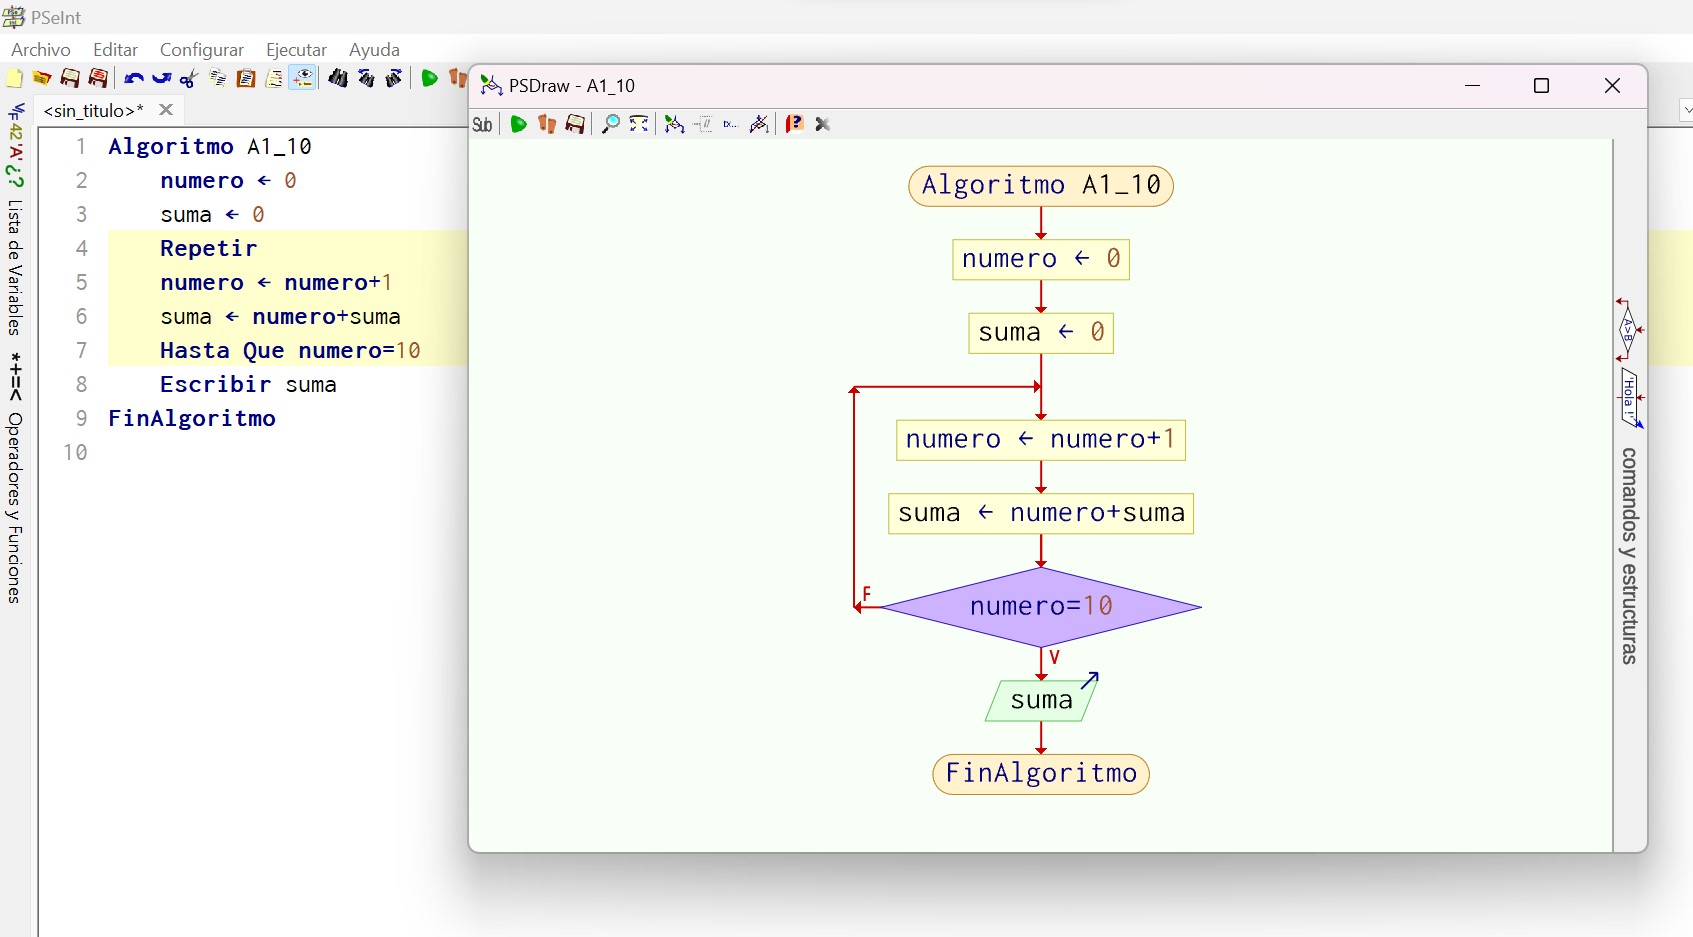 PSeInt
Archivo Editar Configurar Ejecutar Ayuda
<sin_titulo>*
Lista de Variables
*+=< Operadores y Funciones
1 Algoritmo A1_10
2 numero ← 0
3 suma ← 0
4 Repetir
5 numero ← numero+1
6 suma ← numero+suma
7 Hasta Que numero=10
8 Escribir suma
9 FinAlgoritmo
10
PSDraw - A1_10
Sub
Algoritmo A1_10
numero ← 0
suma ← 0
numero ← numero+1
suma ← numero+suma
F
numero=10
V
suma
FinAlgoritmo
A>B
'Hola !'
comandos y estructuras